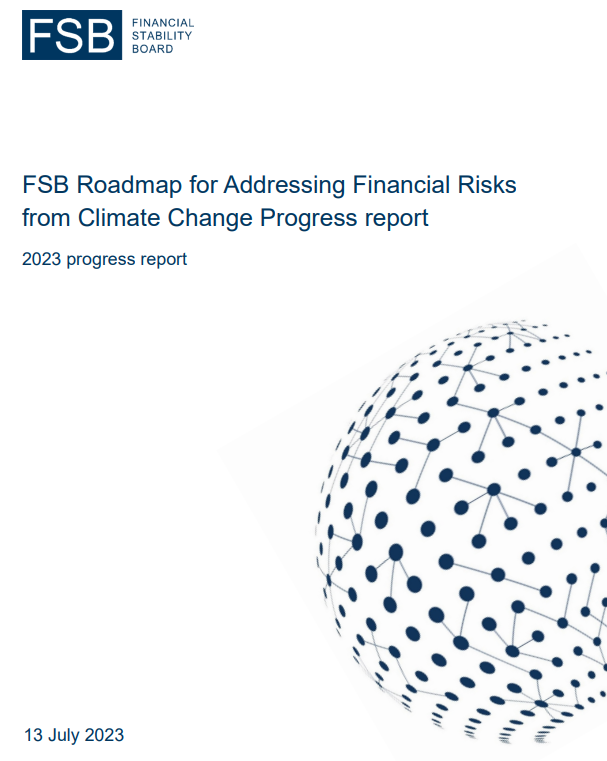 FSB
FINANCIAL
STABILITY
BOARD
FSB Roadmap for Addressing Financial Risks
from Climate Change Progress report
2023 progress report
13 July 2023